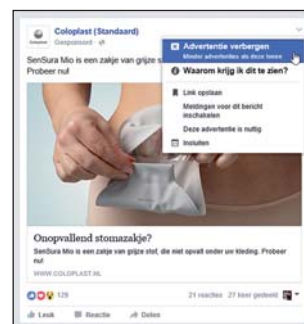 Coloplast (Standaard)
Gesponsord
SenSura Mio is een zakje van grijze s
Probeer nu!
Advertentie verbergen
Minder advertenties als deze tonen
Waarom krijg ik dit te zien?
Link opslaan
Meldingen voor dit bericht
inschakelen
Deze advertentie is nuttig
Insluiten
Onopvallend stomazakje?
SenSura Mio is een zakje van grijze stof, die niet opvalt onder uw kleding. Probeer
nu!
WWW.COLOPLAST.NL
129
21 reacties 27 keer gedeeld
Leuk Reactie Delen